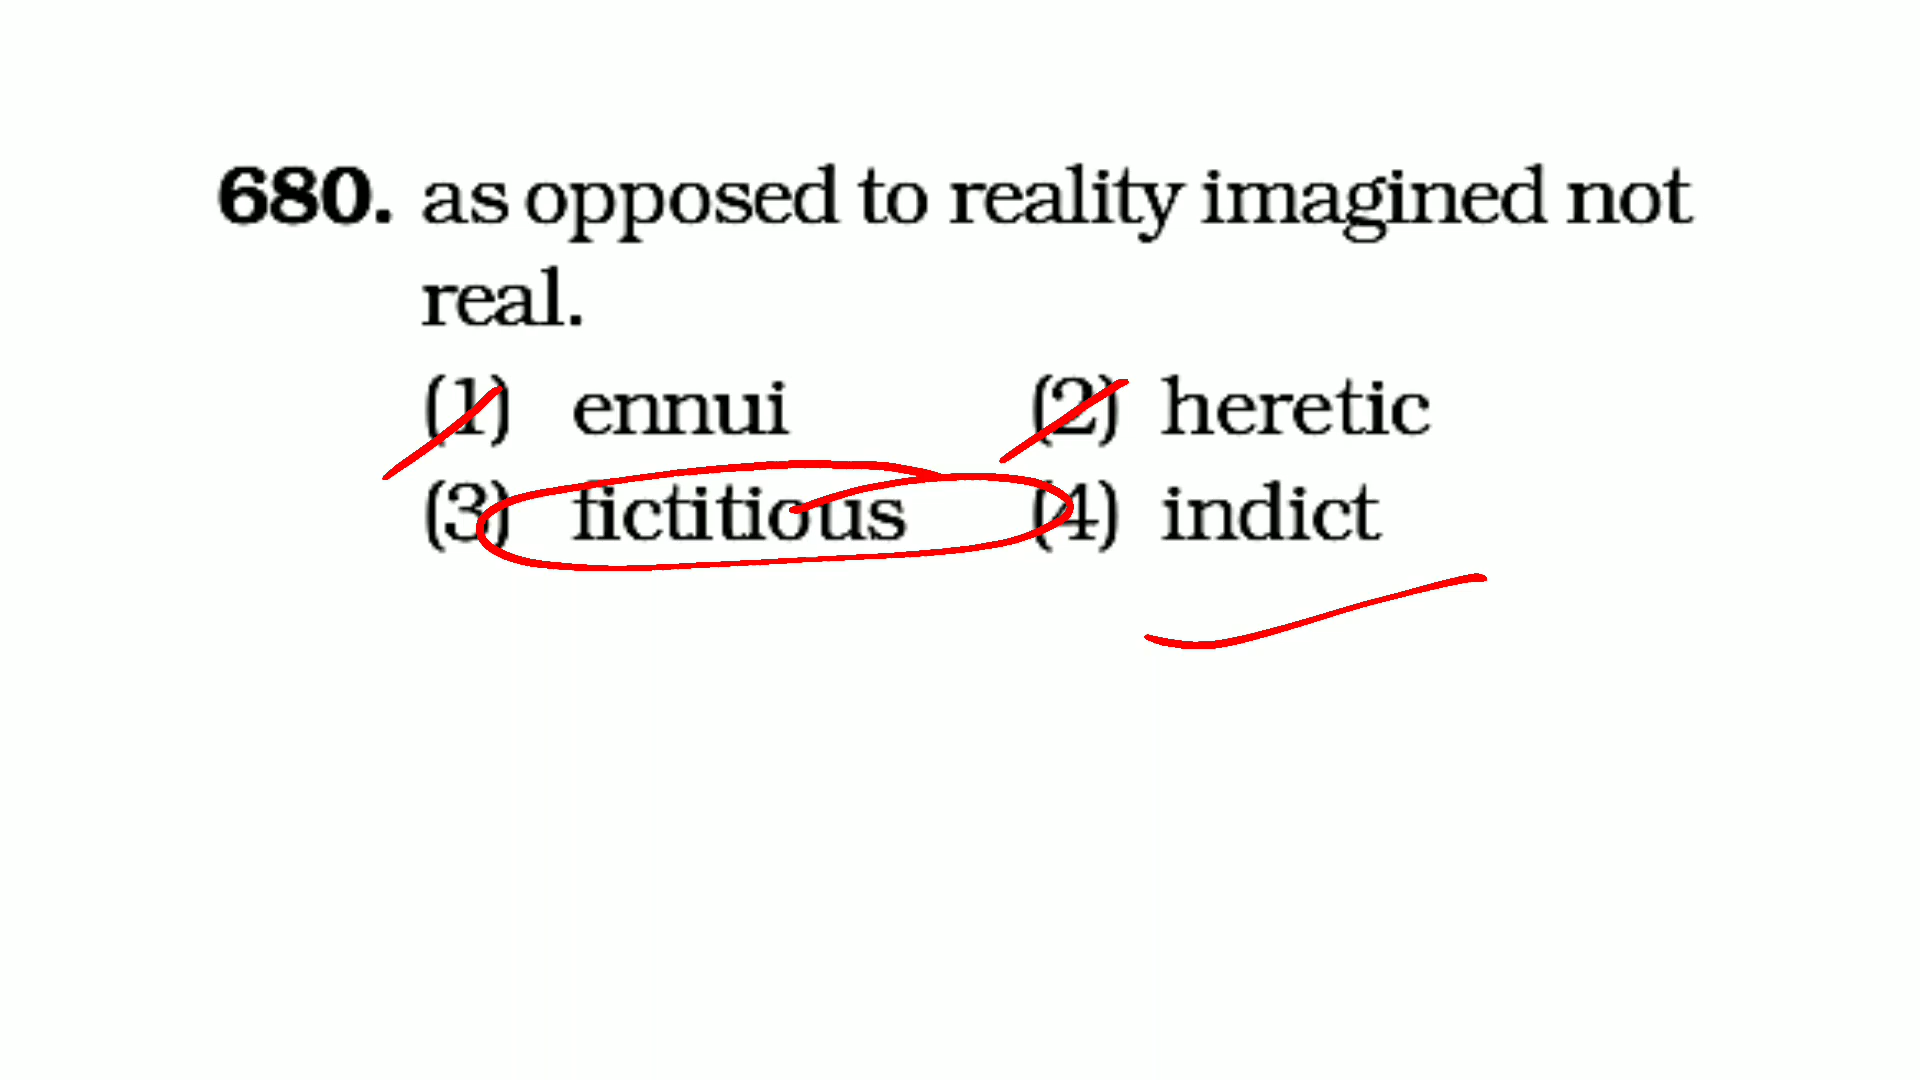 680. as opposed to reality imagined not
real.
(1) ennui (2) heretic
(3) fictitious (4) indict